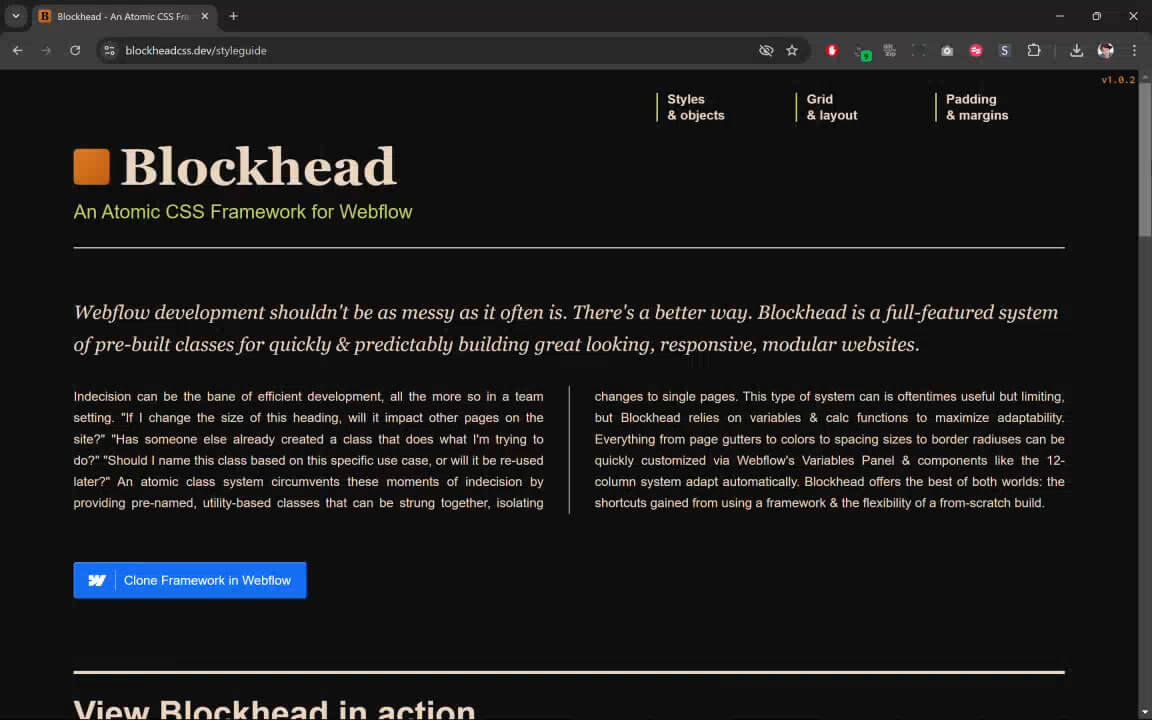 Blockhead - An Atomic CSS Fra
blockheadcss.dev/styleguide
S
v1.0.2
Styles
& objects
Grid
& layout
Padding
& margins
Blockhead
An Atomic CSS Framework for Webflow
Webflow development shouldn't be as messy as it often is. There's a better way. Blockhead is a full-featured system
of pre-built classes for quickly & predictably building great looking, responsive, modular websites.
Indecision can be the bane of efficient development, all the more so in a team
setting. "If I change the size of this heading, will it impact other pages on the
site?" "Has someone else already created a class that does what I'm trying to
do?" "Should I name this class based on this specific use case, or will it be re-used
later?" An atomic class system circumvents these moments of indecision by
providing pre-named, utility-based classes that can be strung together, isolating
changes to single pages. This type of system can is oftentimes useful but limiting,
but Blockhead relies on variables & calc functions to maximize adaptability.
Everything from page gutters to colors to spacing sizes to border radiuses can be
quickly customized via Webflow's Variables Panel & components like the 12-
column system adapt automatically. Blockhead offers the best of both worlds: the
shortcuts gained from using a framework & the flexibility of a from-scratch build.
Clone Framework in Webflow
View Blockhead in action